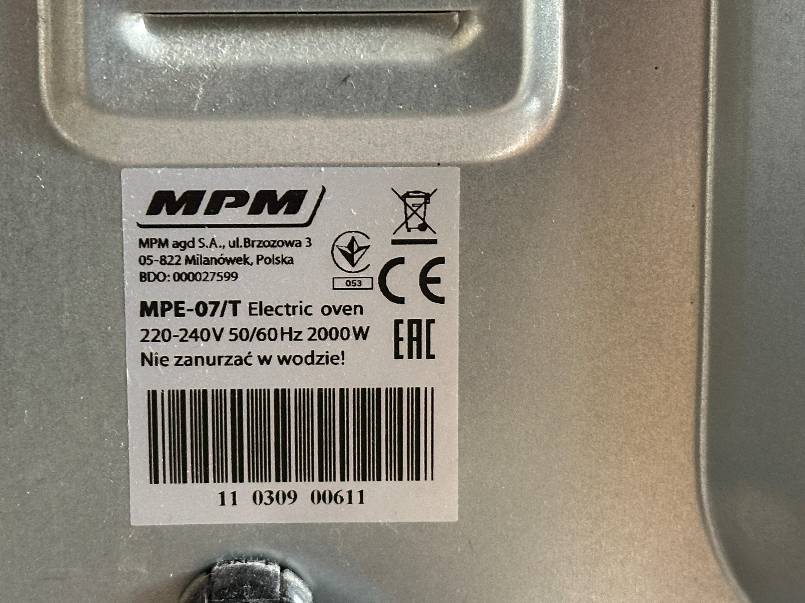 MPM
MPM agd S.A., ul.Brzozowa 3
05-822 Milanówek, Polska
BDO: 000027599
053
CE
MPE-07/T Electric oven
220-240V 50/60Hz 2000W
EAC
Nie zanurzać w wodzie!
11 0309 00611